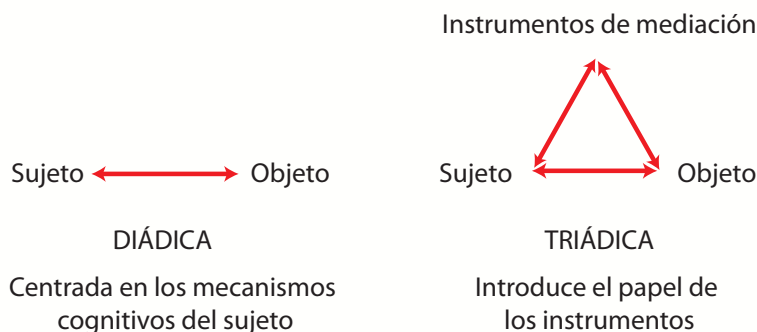 Instrumentos de mediación
Sujeto Objeto
Sujeto Objeto
DIÁDICA
TRIÁDICA
Centrada en los mecanismos
cognitivos del sujeto
Introduce el papel de
los instrumentos